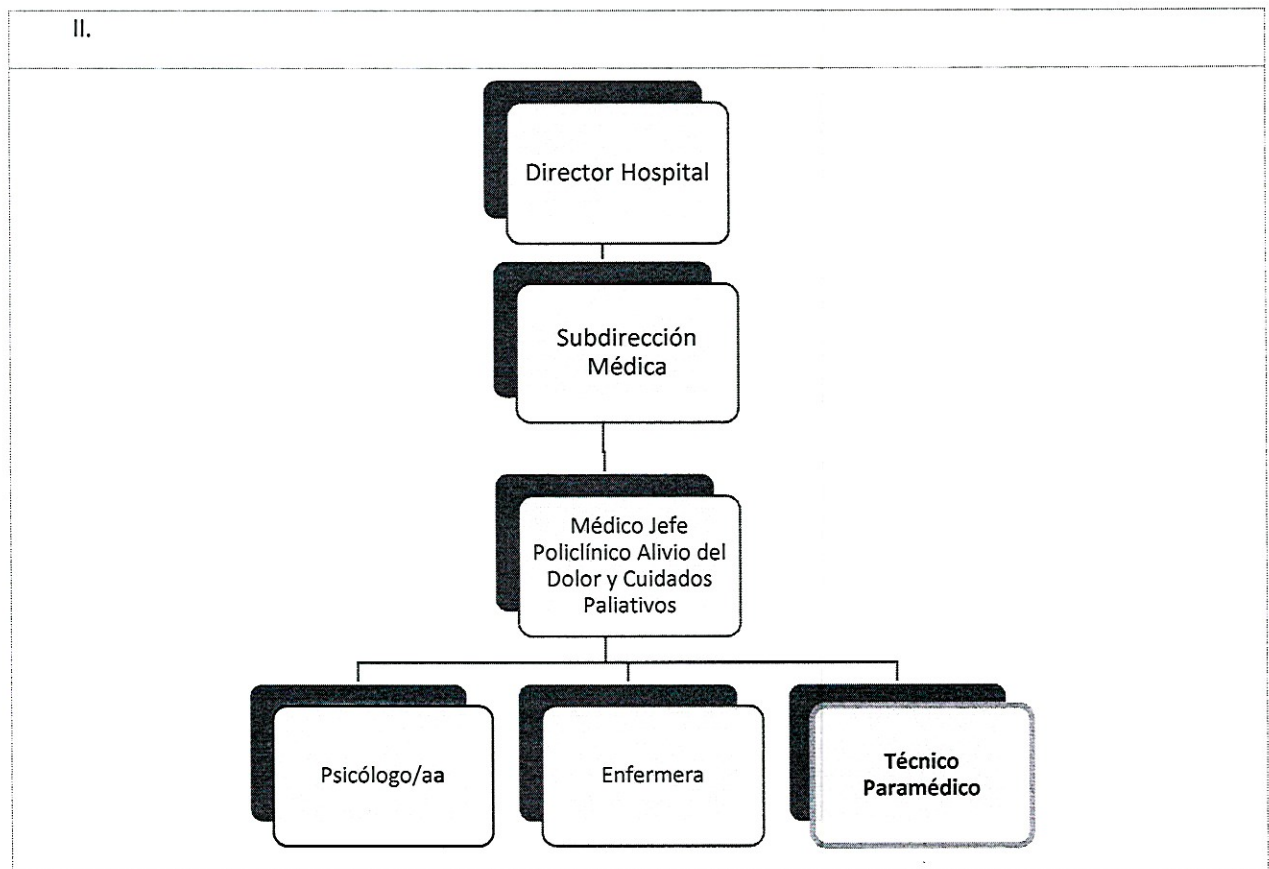 II.
Director Hospital
Subdirección
Médica
Médico Jefe
Policlínico Alivio del
Dolor y Cuidados
Paliativos
Psicólogo/aa
Enfermera
Técnico
Paramédico